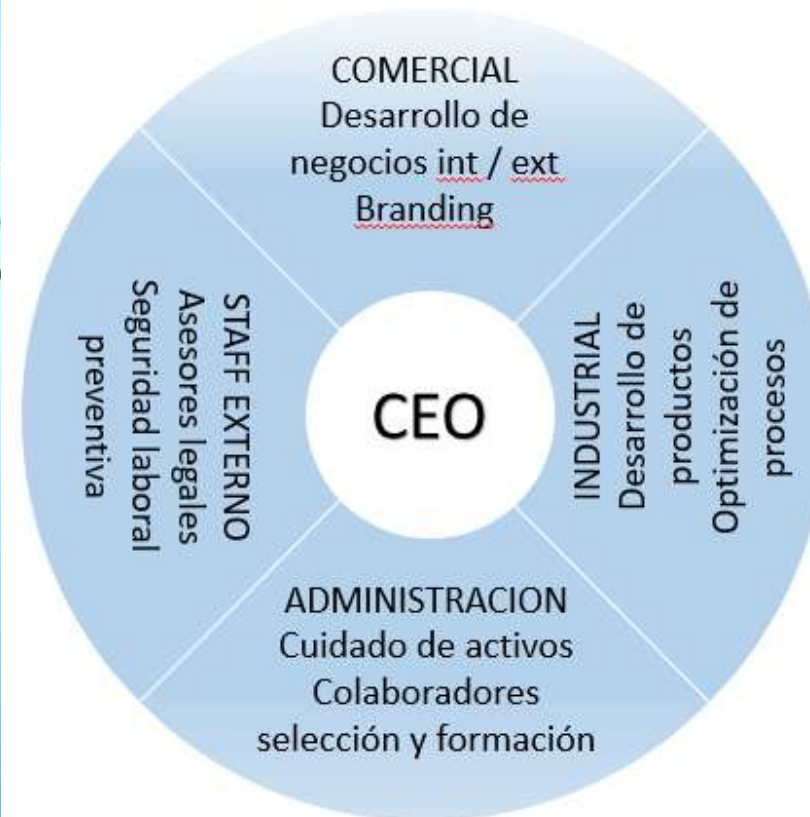 COMERCIAL
Desarrollo de
negocios int / ext
Branding
STAFF EXTERNO
Asesores legales
Seguridad laboral
preventiva
CEO
INDUSTRIAL
Desarrollo de
productos
Optimización de
procesos
ADMINISTRACION
Cuidado de activos
Colaboradores
selección y formación